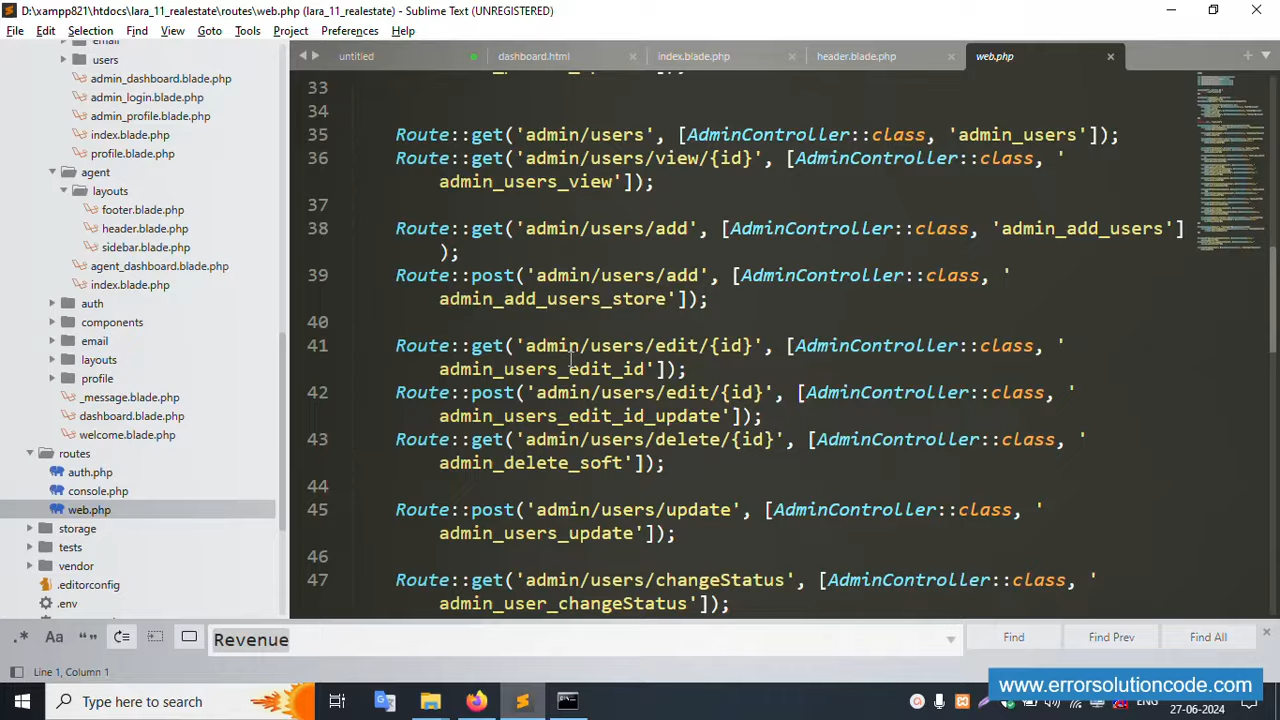 D:\xampp821\htdocs\lara_11_realestate\routes\web.php (lara_11_realestate) - Sublime Text (UNREGISTERED)
File Edit Selection Find View Goto Tools Project Preferences Help
untitled dashboard.html index.blade.php header.blade.php web.php
email
users
admin_dashboard.blade.php
admin_login.blade.php
admin_profile.blade.php
index.blade.php
profile.blade.php
agent
layouts
footer.blade.php
header.blade.php
sidebar.blade.php
agent_dashboard.blade.php
index.blade.php
auth
components
email
layouts
profile
_message.blade.php
dashboard.blade.php
welcome.blade.php
routes
auth.php
console.php
web.php
storage
tests
vendor
.editorconfig
.env
33
34
35 Route::get('admin/users', [AdminController::class, 'admin_users']);
36 Route::get('admin/users/view/{id}', [AdminController::class, '
admin_users_view']);
37
38 Route::get('admin/users/add', [AdminController::class, 'admin_add_users']
);
39 Route::post('admin/users/add', [AdminController::class, '
admin_add_users_store']);
40
41 Route::get('admin/users/edit/{id}', [AdminController::class, '
admin_users_edit_id']);
42 Route::post('admin/users/edit/{id}', [AdminController::class, '
admin_users_edit_id_update']);
43 Route::get('admin/users/delete/{id}', [AdminController::class, '
admin_delete_soft']);
44
45 Route::post('admin/users/update', [AdminController::class, '
admin_users_update']);
46
47 Route::get('admin/users/changeStatus', [AdminController::class, '
admin_user_changeStatus']);
.* Aa “” Revenue Find Find Prev Find All
Line 1, Column 1
www.errorsolutioncode.com
Type here to search ENG
27-06-2024